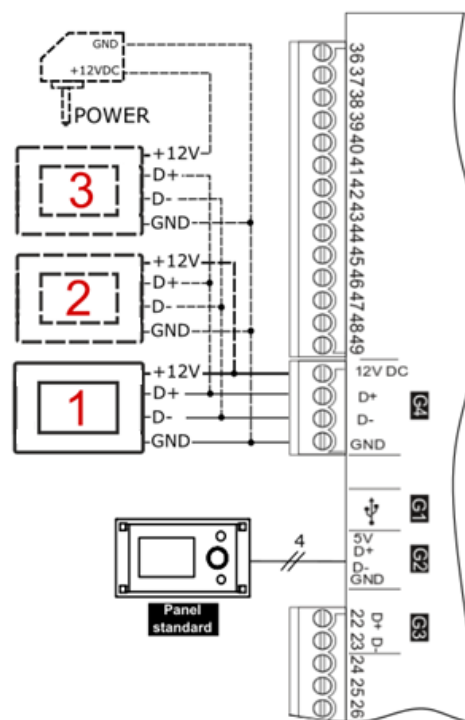 GND
+12VDC
POWER
3
+12V
D+
D-
GND
2
+12V
D+
D-
GND
1
+12V
D+
D-
GND
36
37
38
39
40
41
42
43
44
45
46
47
48
49
12V DC
D+
D-
GND
G4
G1
5V
D+
D-
GND
G2
4
Panel
standard
22 D+
23 D-
24
25
26
G3